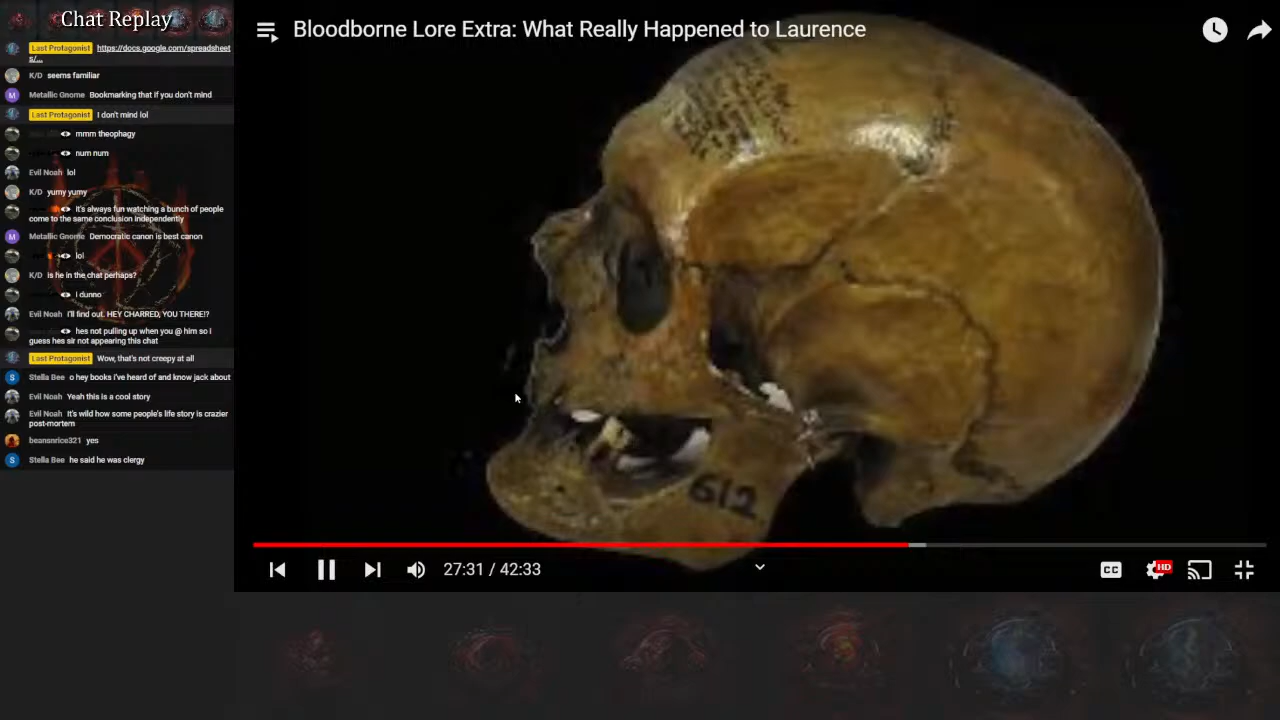 Chat Replay
Last Protagonist https://docs.google.com/spreadsheet
s/...
K/D seems familiar
M Metallic Gnome Bookmarking that if you don't mind
Last Protagonist I don't mind lol
mmm theophagy
num num
Evil Noah lol
K/D yumy yumy
it's always fun watching a bunch of people
come to the same conclusion independently
M Metallic Gnome Democratic canon is best canon
lol
K/D is he in the chat perhaps?
i dunno
Evil Noah I'll find out. HEY CHARRED, YOU THERE!?
hes not pulling up when you @ him so i
guess hes sir not appearing this chat
Last Protagonist Wow, that's not creepy at all
S Stella Bee o hey books i've heard of and know jack about
Evil Noah Yeah this is a cool story
Evil Noah It's wild how some people's life story is crazier
post-mortem
beansnrice321 yes
S Stella Bee he said he was clergy
Bloodborne Lore Extra: What Really Happened to Laurence
612
27:31 / 42:33
CC
HD